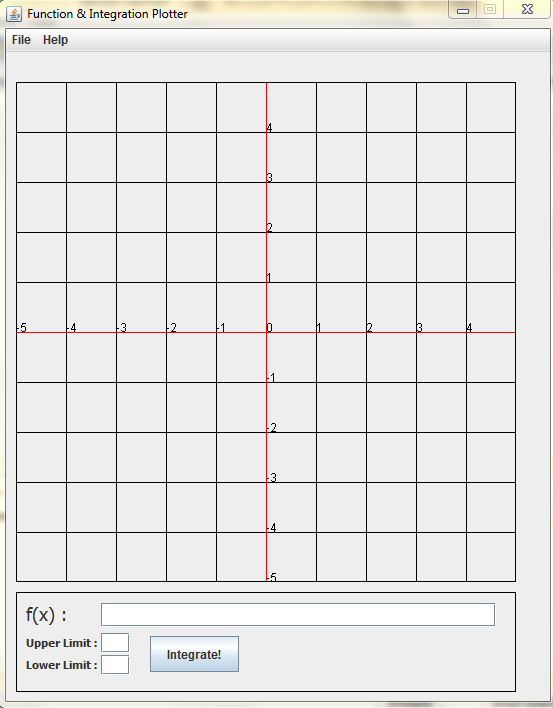 Function & Integration Plotter
File Help
4
3
2
1
-5 -4 -3 -2 -1 0 1 2 3 4
-1
-2
-3
-4
-5
f(x) :
Upper Limit :
Lower Limit :
Integrate!